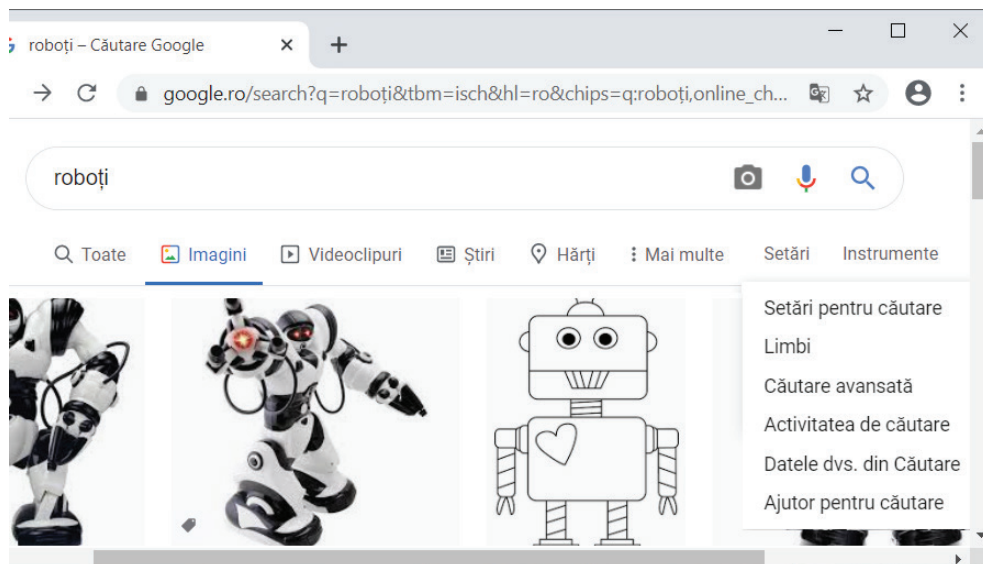 roboți – Căutare Google
google.ro/search?q=roboți&tbm=isch&hl=ro&chips=q:roboți,online_ch...
roboți
Toate Imagini Videoclipuri Știri Hărți Mai multe Setări Instrumente
Setări pentru căutare
Limbi
Căutare avansată
Activitatea de căutare
Datele dvs. din Căutare
Ajutor pentru căutare